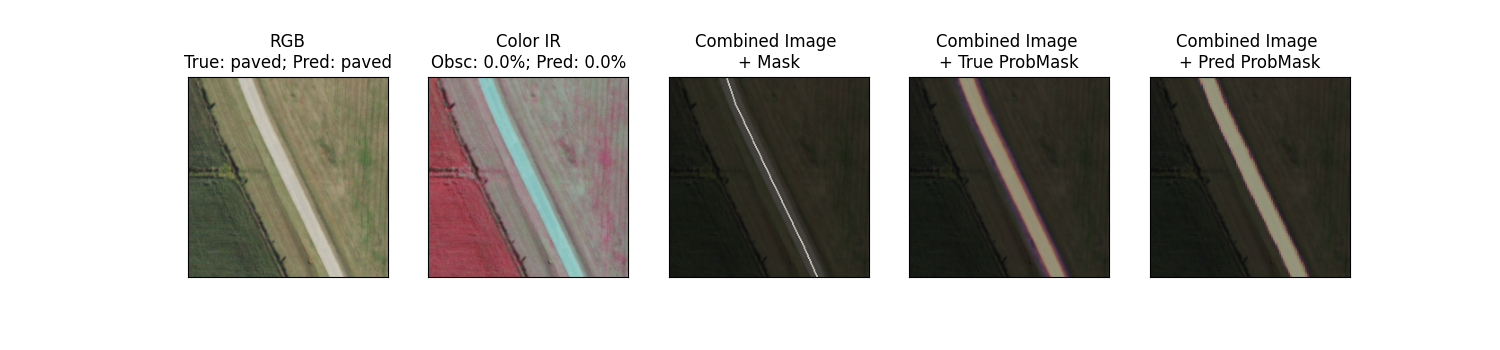 RGB
True: paved; Pred: paved
Color IR
Obsc: 0.0%; Pred: 0.0%
Combined Image
+ Mask
Combined Image
+ True ProbMask
Combined Image
+ Pred ProbMask